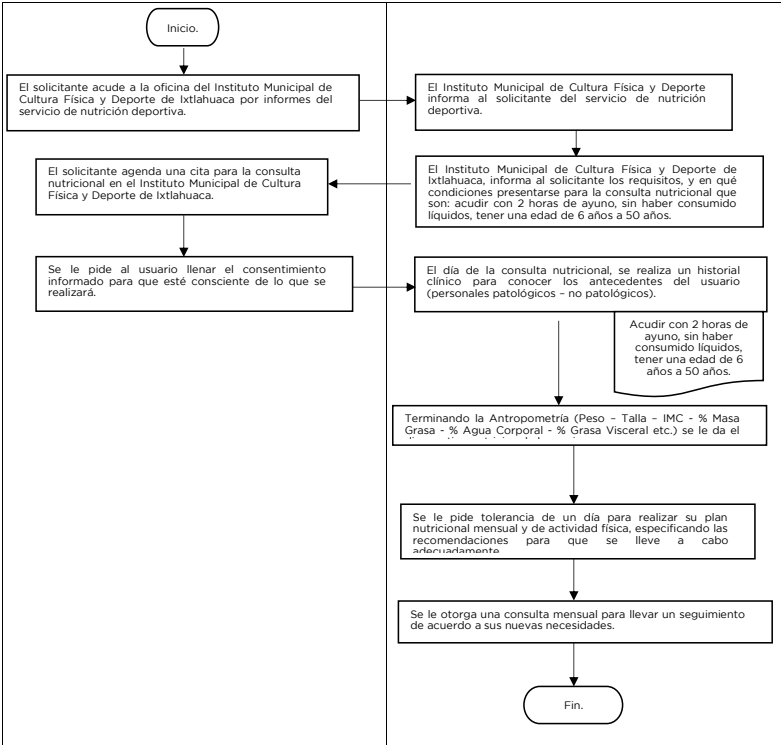 Inicio.
El solicitante acude a la oficina del Instituto Municipal de
Cultura Física y Deporte de Ixtlahuaca por informes del
servicio de nutrición deportiva.
El Instituto Municipal de Cultura Física y Deporte
informa al solicitante del servicio de nutrición
deportiva.
El Instituto Municipal de Cultura Física y Deporte de
Ixtlahuaca, informa al solicitante los requisitos, y en qué
condiciones presentarse para la consulta nutricional que
son: acudir con 2 horas de ayuno, sin haber consumido
líquidos, tener una edad de 6 años a 50 años.
El solicitante agenda una cita para la consulta
nutricional en el Instituto Municipal de Cultura
Física y Deporte de Ixtlahuaca.
Se le pide al usuario llenar el consentimiento
informado para que esté consciente de lo que se
realizará.
El día de la consulta nutricional, se realiza un historial
clínico para conocer los antecedentes del usuario
(personales patológicos – no patológicos).
Acudir con 2 horas de
ayuno, sin haber
consumido líquidos,
tener una edad de 6
años a 50 años.
Terminando la Antropometría (Peso – Talla – IMC - % Masa
Grasa - % Agua Corporal - % Grasa Visceral etc.) se le da el
Se le pide tolerancia de un día para realizar su plan
nutricional mensual y de actividad física, especificando las
recomendaciones para que se lleve a cabo
adecuadamente
Se le otorga una consulta mensual para llevar un seguimiento
de acuerdo a sus nuevas necesidades.
Fin.